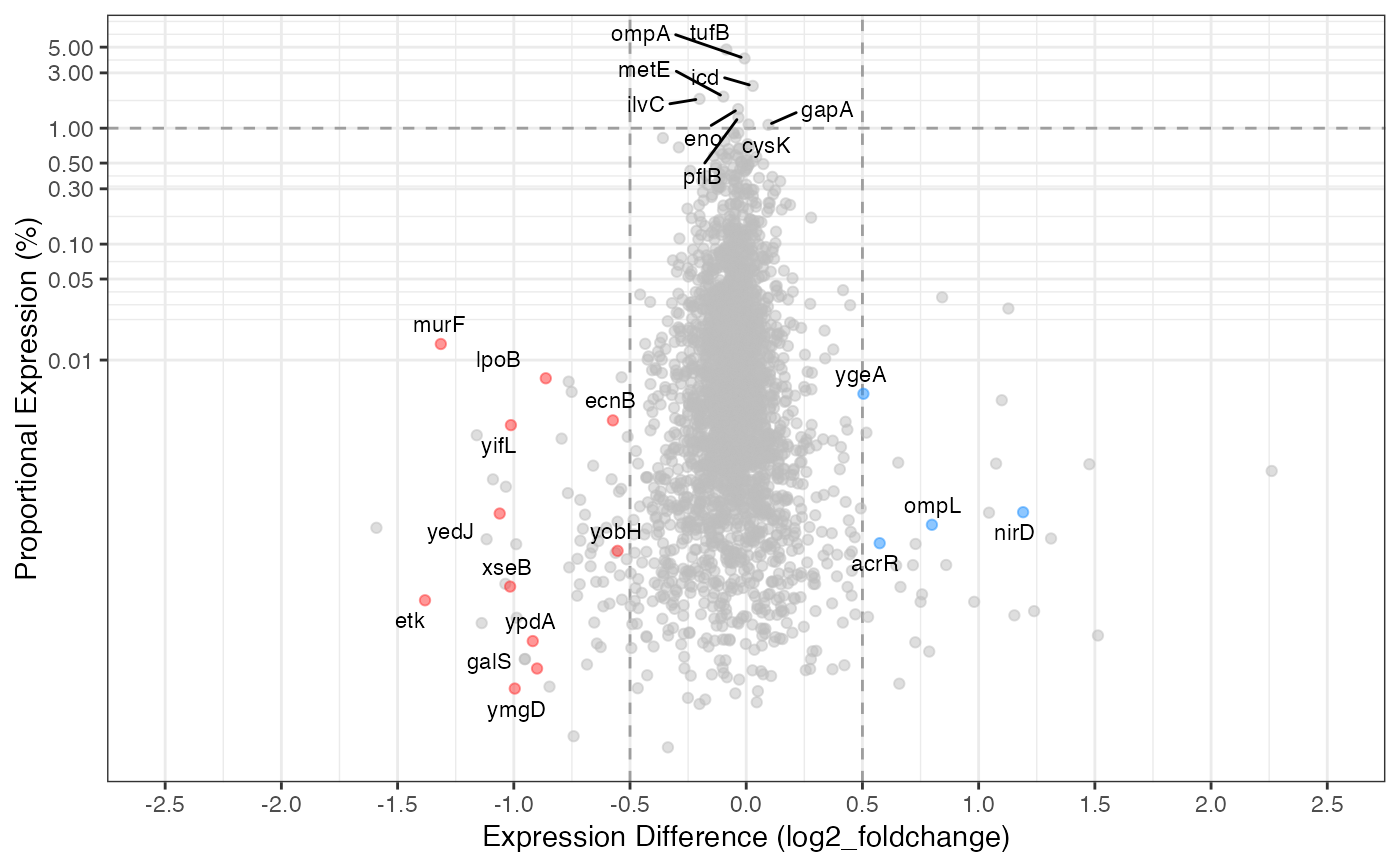 ompA
tufB
5.00
metE
icd
3.00
ilvC
gapA
1.00
eno
cysK
0.50
pflB
0.30
0.10
0.05
murF
lpoB
0.01
ygeA
ecnB
yifL
ompL
yedJ
yobH
nirD
xseB
acrR
etk
ypdA
galS
ymgD
-2.5
-2.0
-1.5
-1.0
-0.5
0.0
0.5
1.0
1.5
2.0
2.5
Expression Difference (log2_foldchange)
Proportional Expression (%)